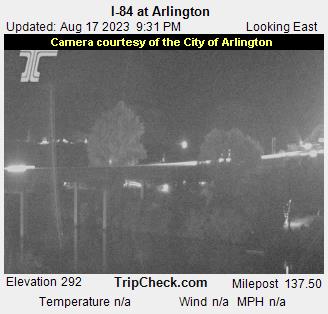 I-84 at Arlington
Updated: Aug 17 2023 9:31 PM Looking East
Camera courtesy of the City of Arlington
Elevation 292 TripCheck.com Milepost 137.50
Temperature n/a Wind n/a MPH n/a